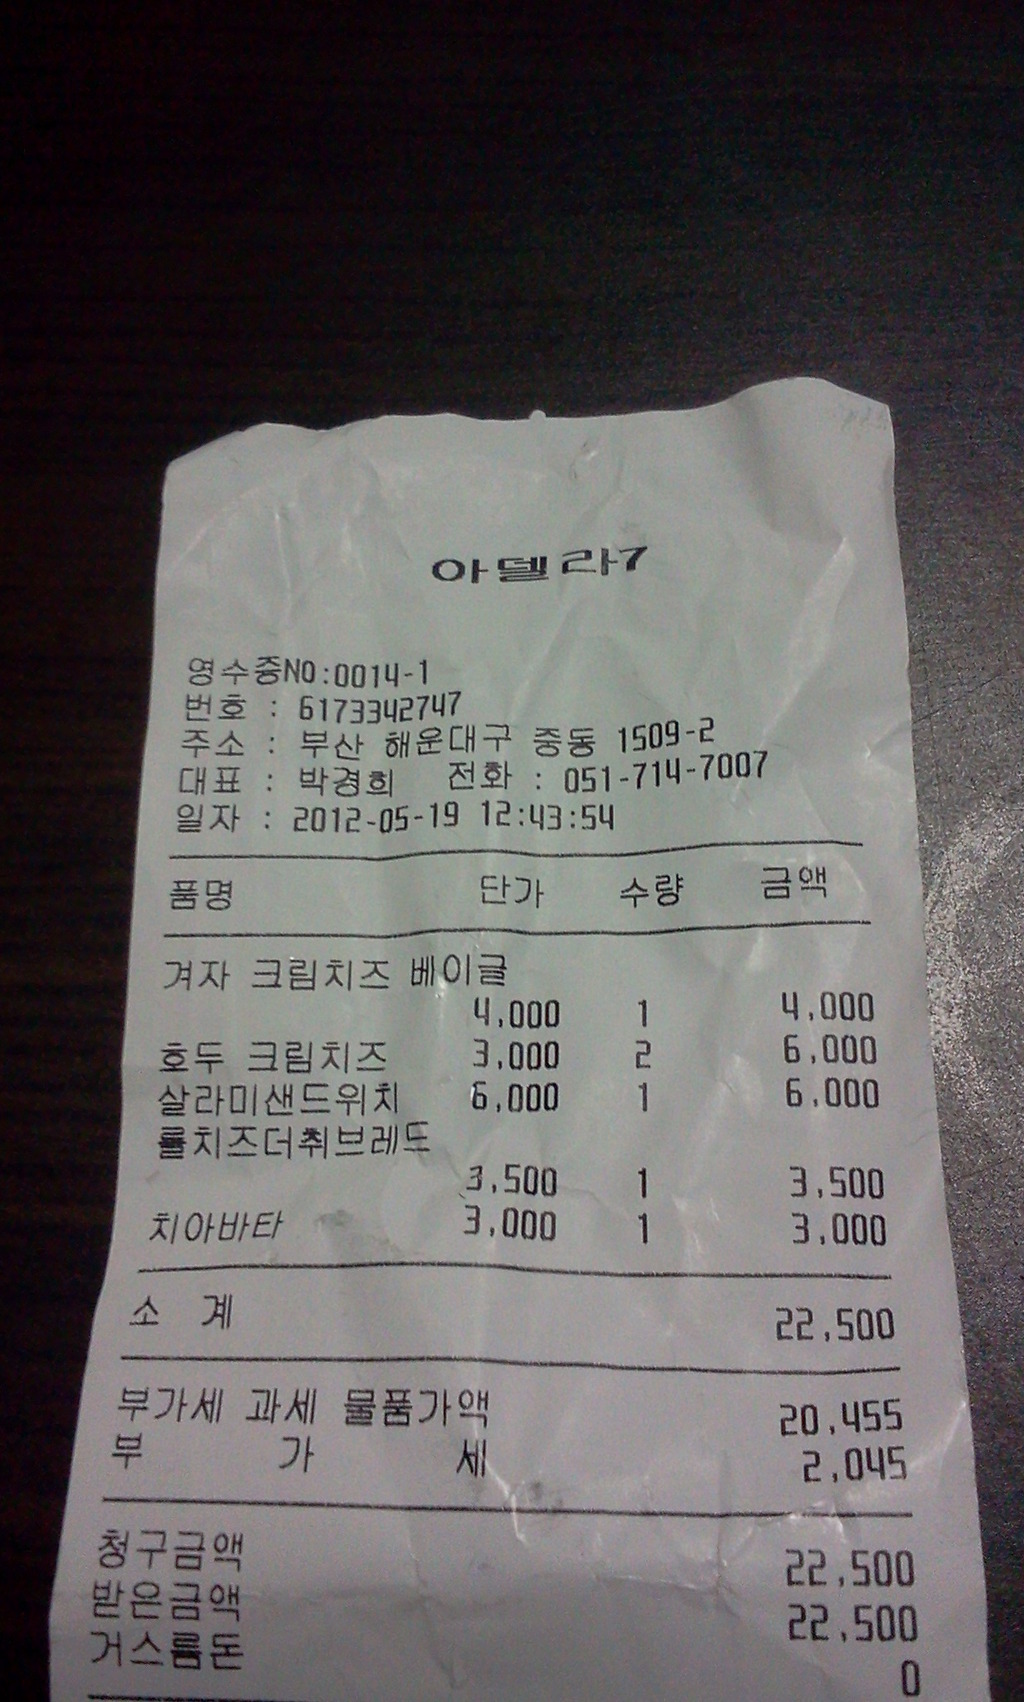 아델라7
영수증NO:0014-1
번호 : 6173342747
주소 : 부산 해운대구 중동 1509-2
대표 : 박경희 전화 : 051-714-7007
일자 : 2012-05-19 12:43:54
품명 단가 수량 금액
겨자 크림치즈 베이글
4,000 1 4,000
호두 크림치즈 3,000 2 6,000
살라미샌드위치 6,000 1 6,000
롤치즈더취브레드
3,500 1 3,500
치아바타 3,000 1 3,000
소 계 22,500
부가세 과세 물품가액 20,455
부 가 세 2,045
청구금액 22,500
받은금액 22,500
거스름돈 0